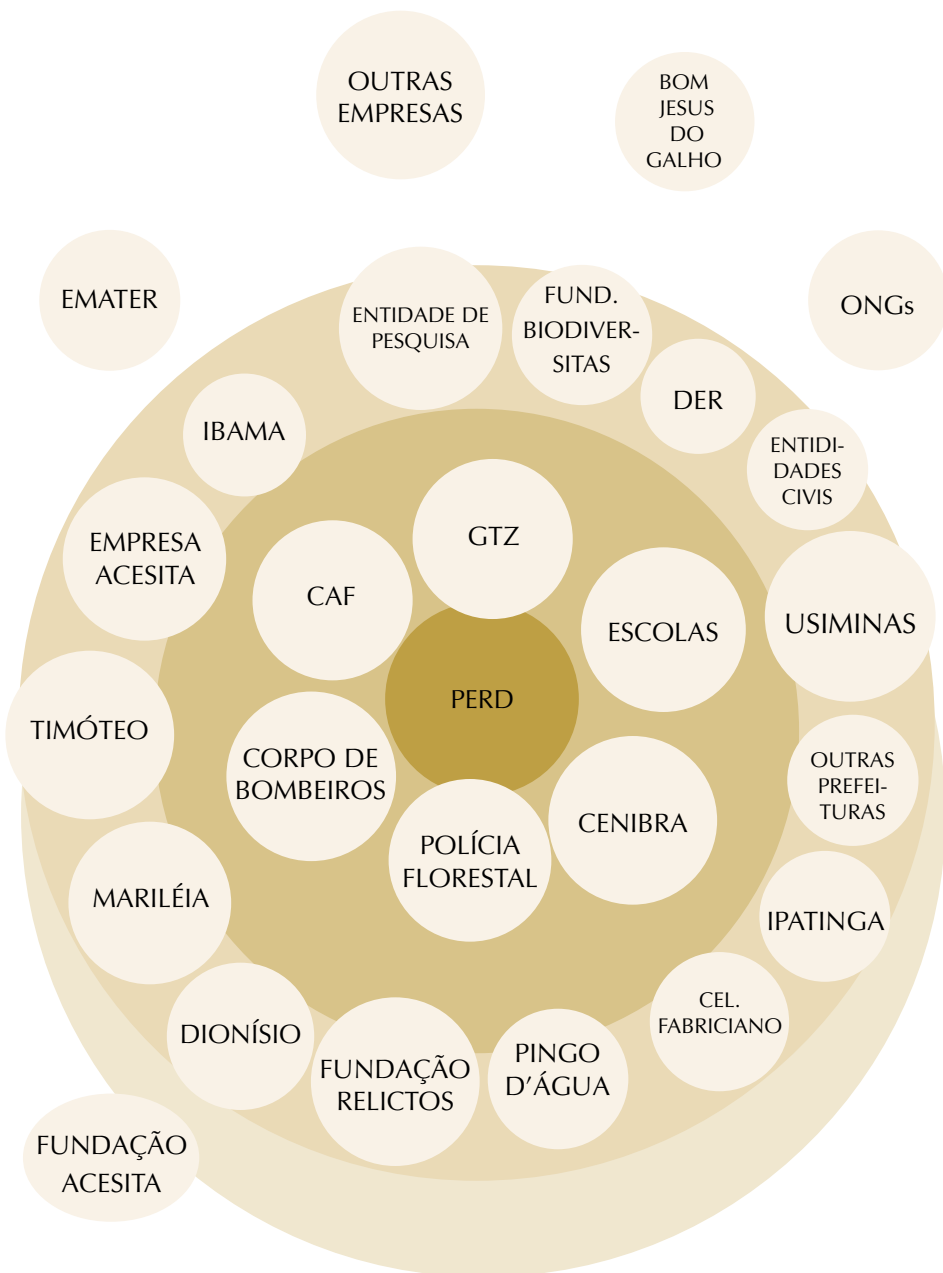 OUTRAS
EMPRESAS
BOM
JESUS
DO
GALHO
EMATER
ONGs
ENTIDADE DE
PESQUISA
FUND.
BIODIVER-
SITAS
DER
IBAMA
ENTIDI-
DADES
CIVIS
EMPRESA
ACESITA
GTZ
CAF
ESCOLAS
USIMINAS
PERD
TIMÓTEO
CORPO DE
BOMBEIROS
OUTRAS
PREFEI-
TURAS
CENIBRA
POLÍCIA
FLORESTAL
MARILÉIA
IPATINGA
CEL.
FABRICIANO
DIONÍSIO
FUNDAÇÃO
RELICTOS
PINGO
D’ÁGUA
FUNDAÇÃO
ACESITA